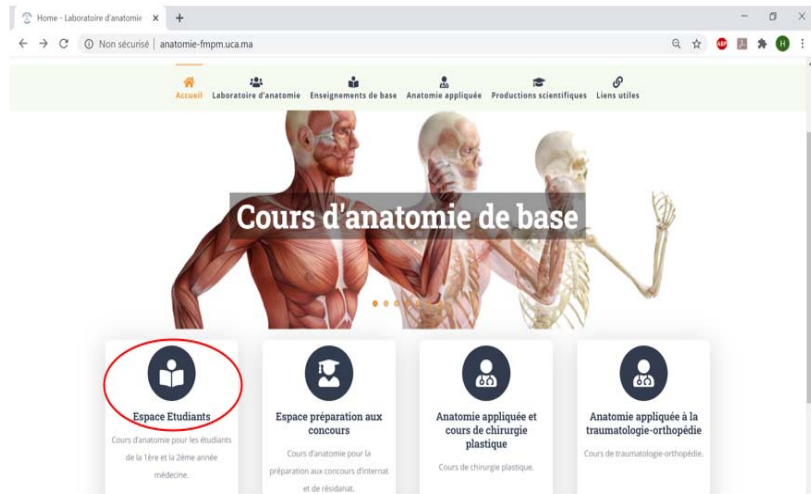 Home - Laboratoire d'anatomie
Non sécurisé | anatomie-fmpm.uca.ma
ABP
H
Accueil Laboratoire d'anatomie Enseignements de base Anatomie appliquée Productions scientifiques Liens utiles
Cours d'anatomie de base
Espace Etudiants
Cours d'anatomie pour les étudiants
de la 1ère et la 2ème année
médecine.
Espace préparation aux
concours
Cours d'anatomie pour la
préparation aux concours d'internat
et de résidanat.
Anatomie appliquée et
cours de chirurgie
plastique
Cours de chirurgie plastique.
Anatomie appliquée à la
traumatologie-orthopédie
Cours de traumatologie-orthopédie.